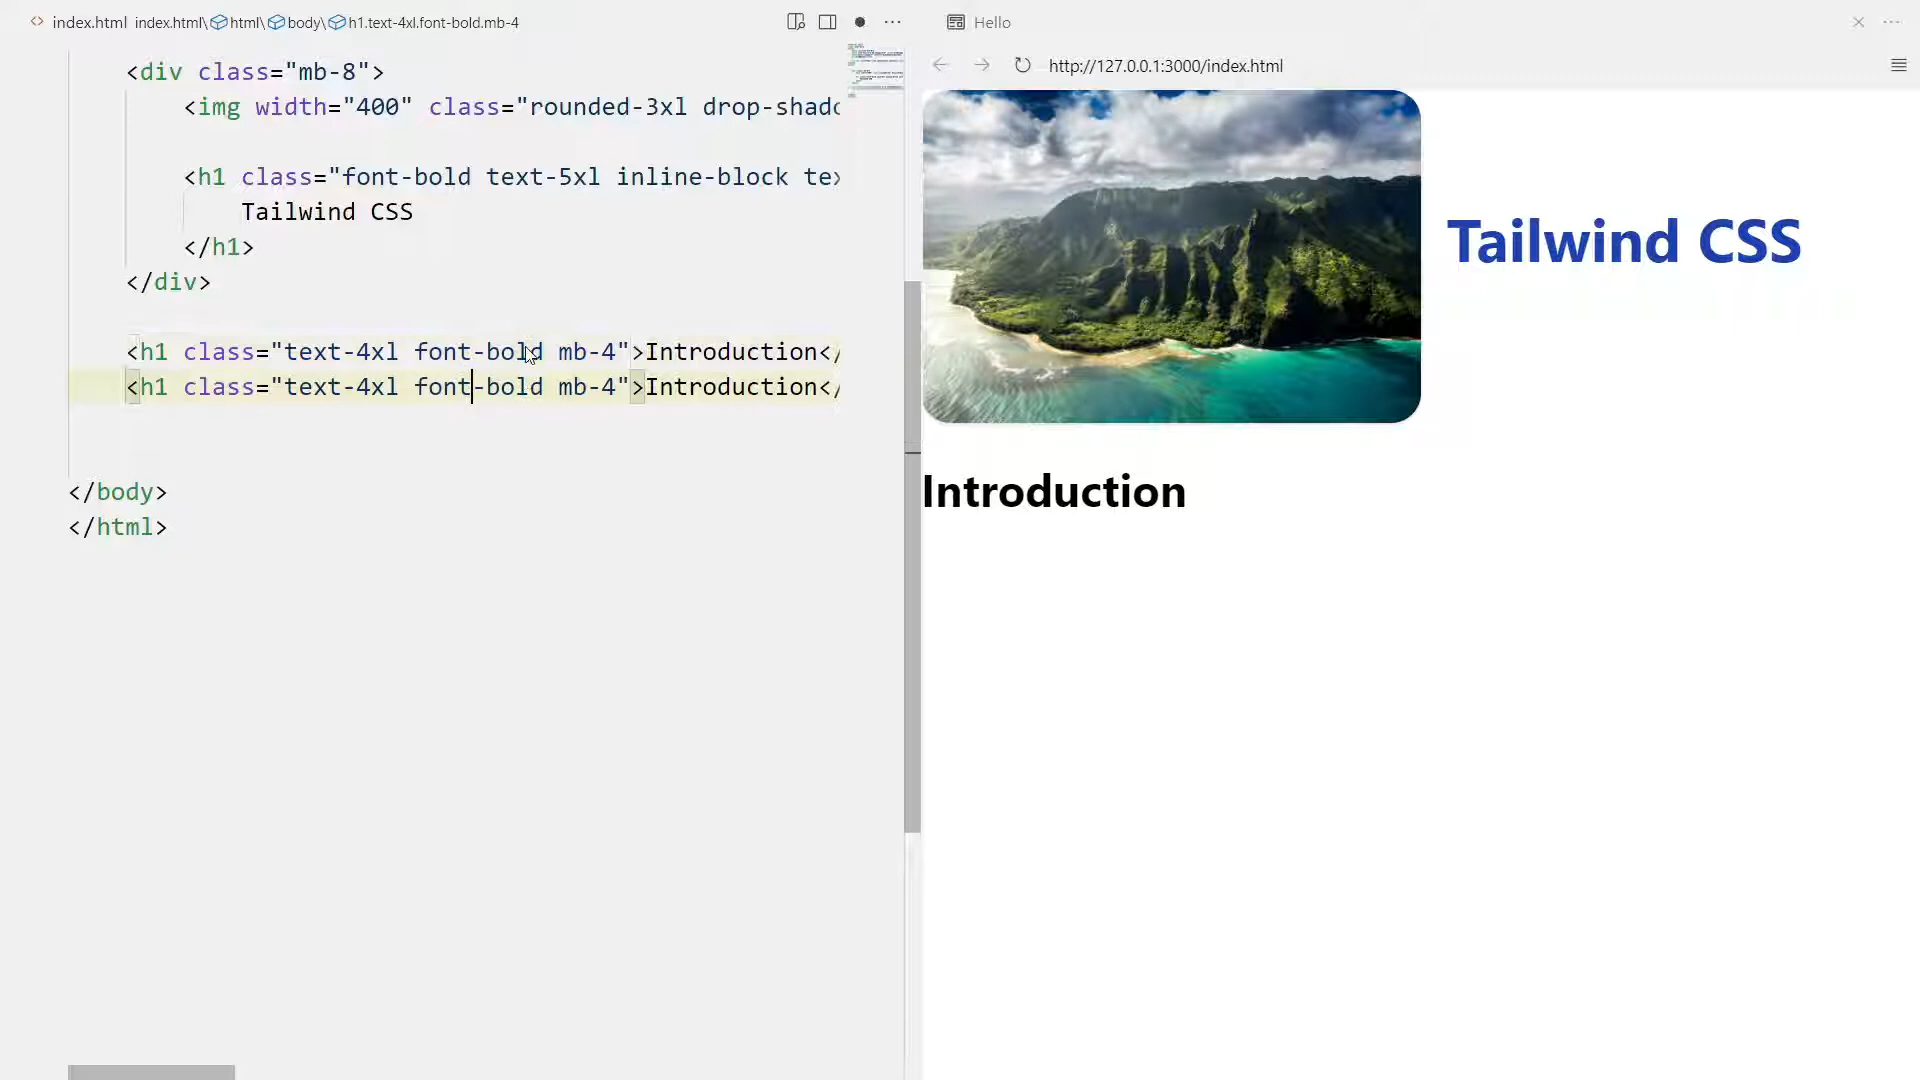 index.html index.html\html\body\h1.text-4xl.font-bold.mb-4
<div class="mb-8">
<img width="400" class="rounded-3xl drop-shado
<h1 class="font-bold text-5xl inline-block tex
Tailwind CSS
</h1>
</div>
<h1 class="text-4xl font-bold mb-4">Introduction</
<h1 class="text-4xl font-bold mb-4">Introduction</
</body>
</html>
Hello
http://127.0.0.1:3000/index.html
Tailwind CSS
Introduction